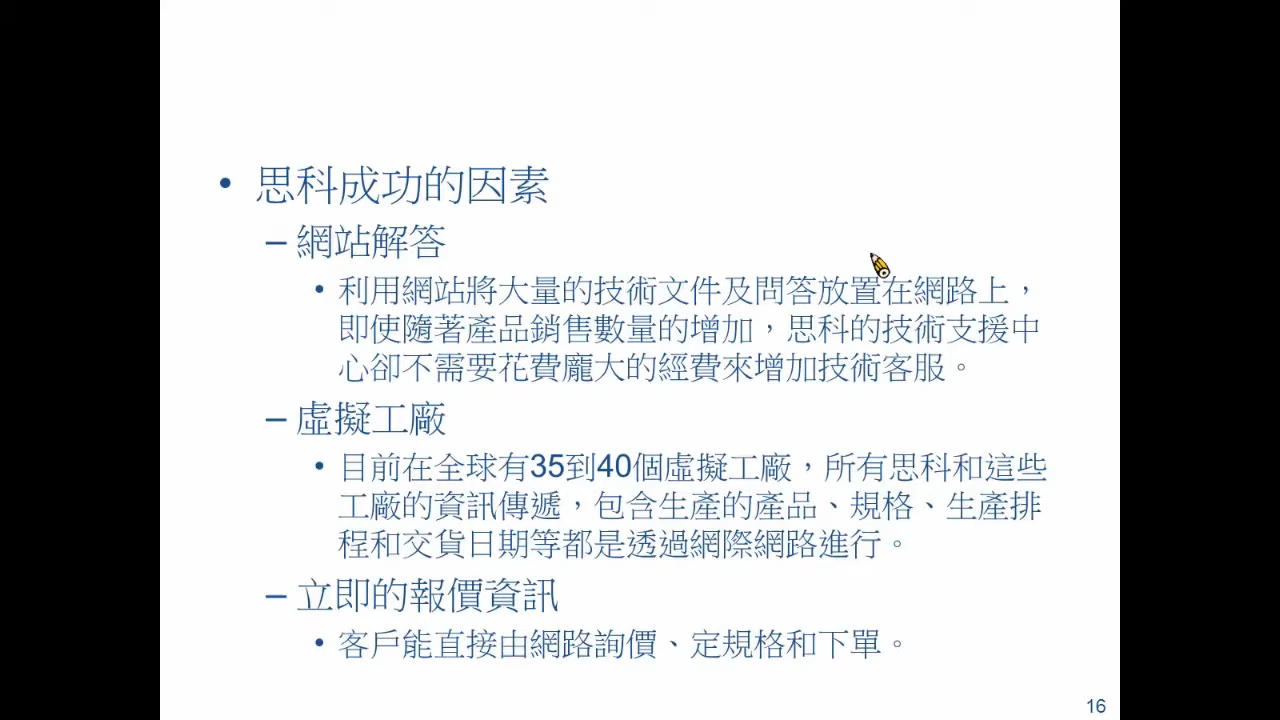 • 思科成功的因素
– 網站解答
• 利用網站將大量的技術文件及問答放置在網路上，
即使隨著產品銷售數量的增加，思科的技術支援中
心卻不需要花費龐大的經費來增加技術客服。
– 虛擬工廠
• 目前在全球有35到40個虛擬工廠，所有思科和這些
工廠的資訊傳遞，包含生產的產品、規格、生產排
程和交貨日期等都是透過網際網路進行。
– 立即的報價資訊
• 客戶能直接由網路詢價、定規格和下單。
16